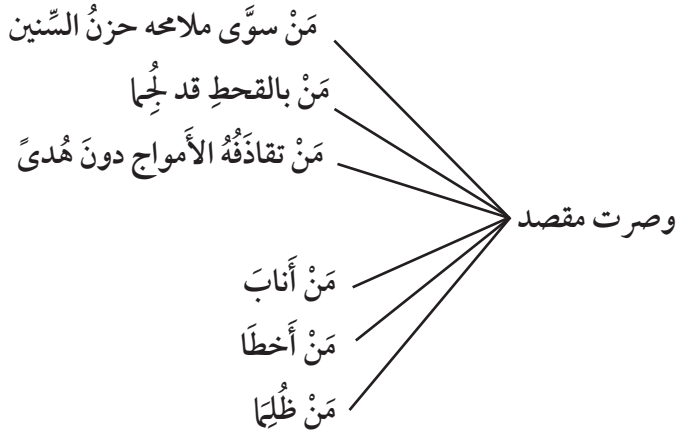 مَنْ سوَّى ملامحه حزنُ السِّنين
مَنْ بالقحطِ قد لُجِما
مَنْ تقاذَفُهُ الأَمواج دونَ هُدىً
وصرت مقصد
مَنْ أَنابَ
مَنْ أَخطَا
مَنْ ظُلِمَا